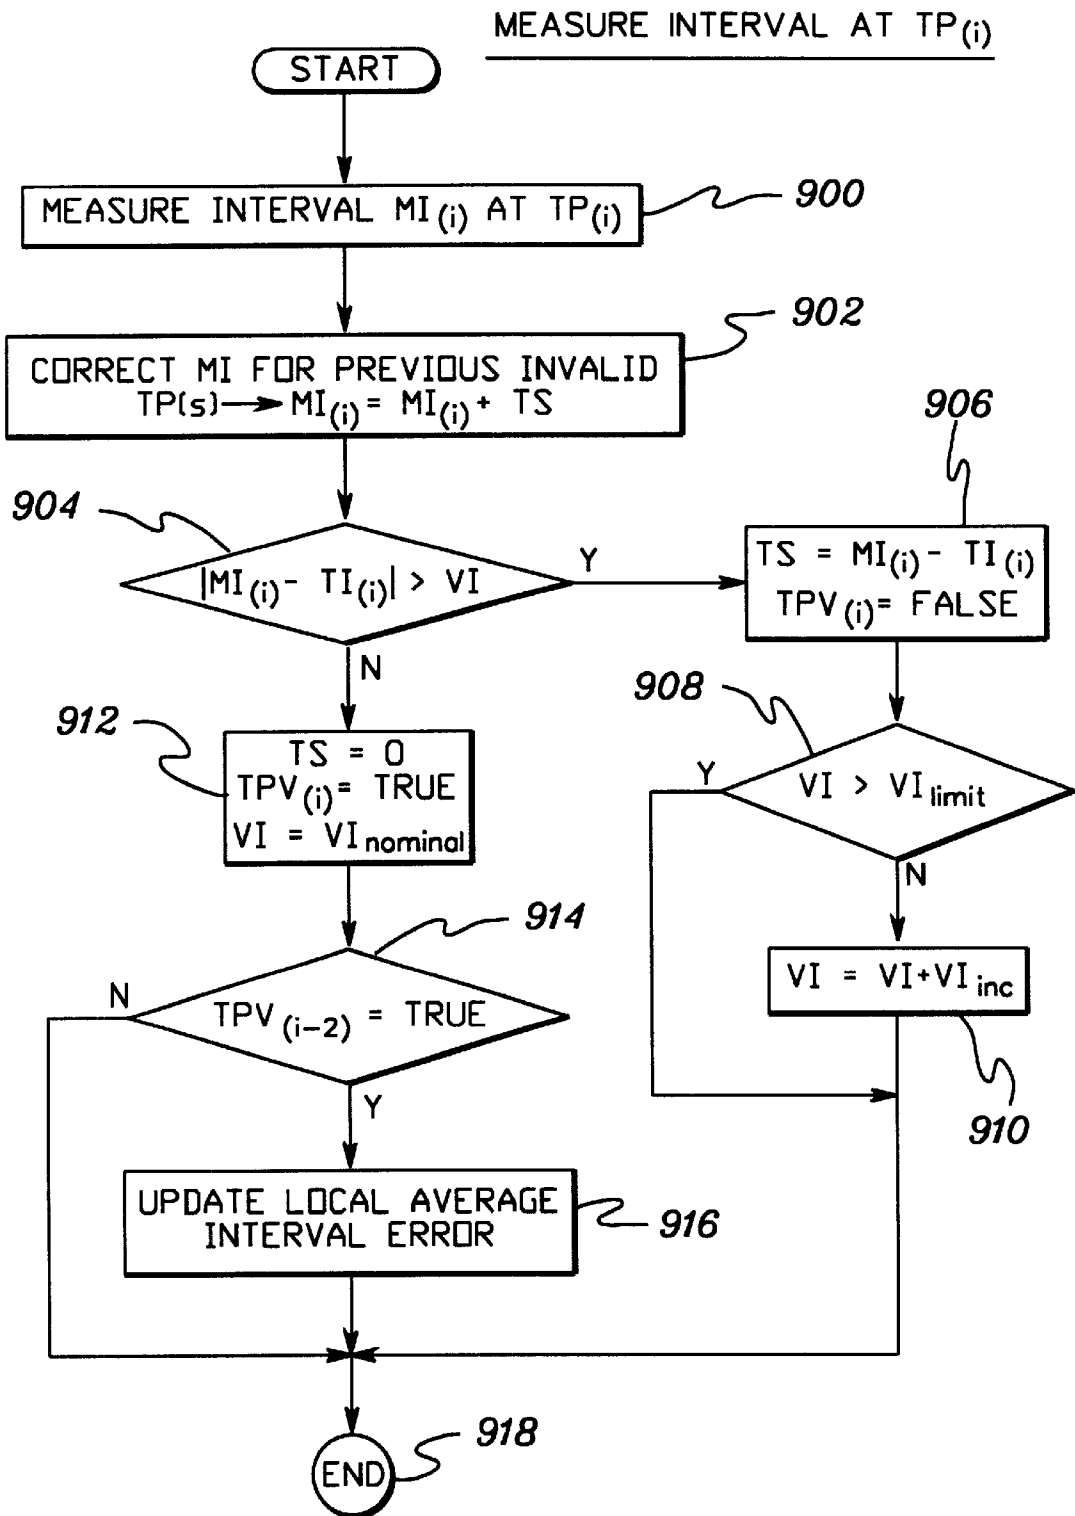 MEASURE INTERVAL AT TP(i)
START
MEASURE INTERVAL MI(i) AT TP(i)
900
CORRECT MI FOR PREVIOUS INVALID
TP(s) → MI(i) = MI(i) + TS
902
904
|MI(i) - TI(i)| > VI
Y
N
906
TS = MI(i) - TI(i)
TPV(i) = FALSE
908
VI > VIlimit
Y
N
VI = VI+VIinc
910
912
TS = 0
TPV(i) = TRUE
VI = VInominal
914
TPV(i-2) = TRUE
N
Y
UPDATE LOCAL AVERAGE
INTERVAL ERROR
916
END
918